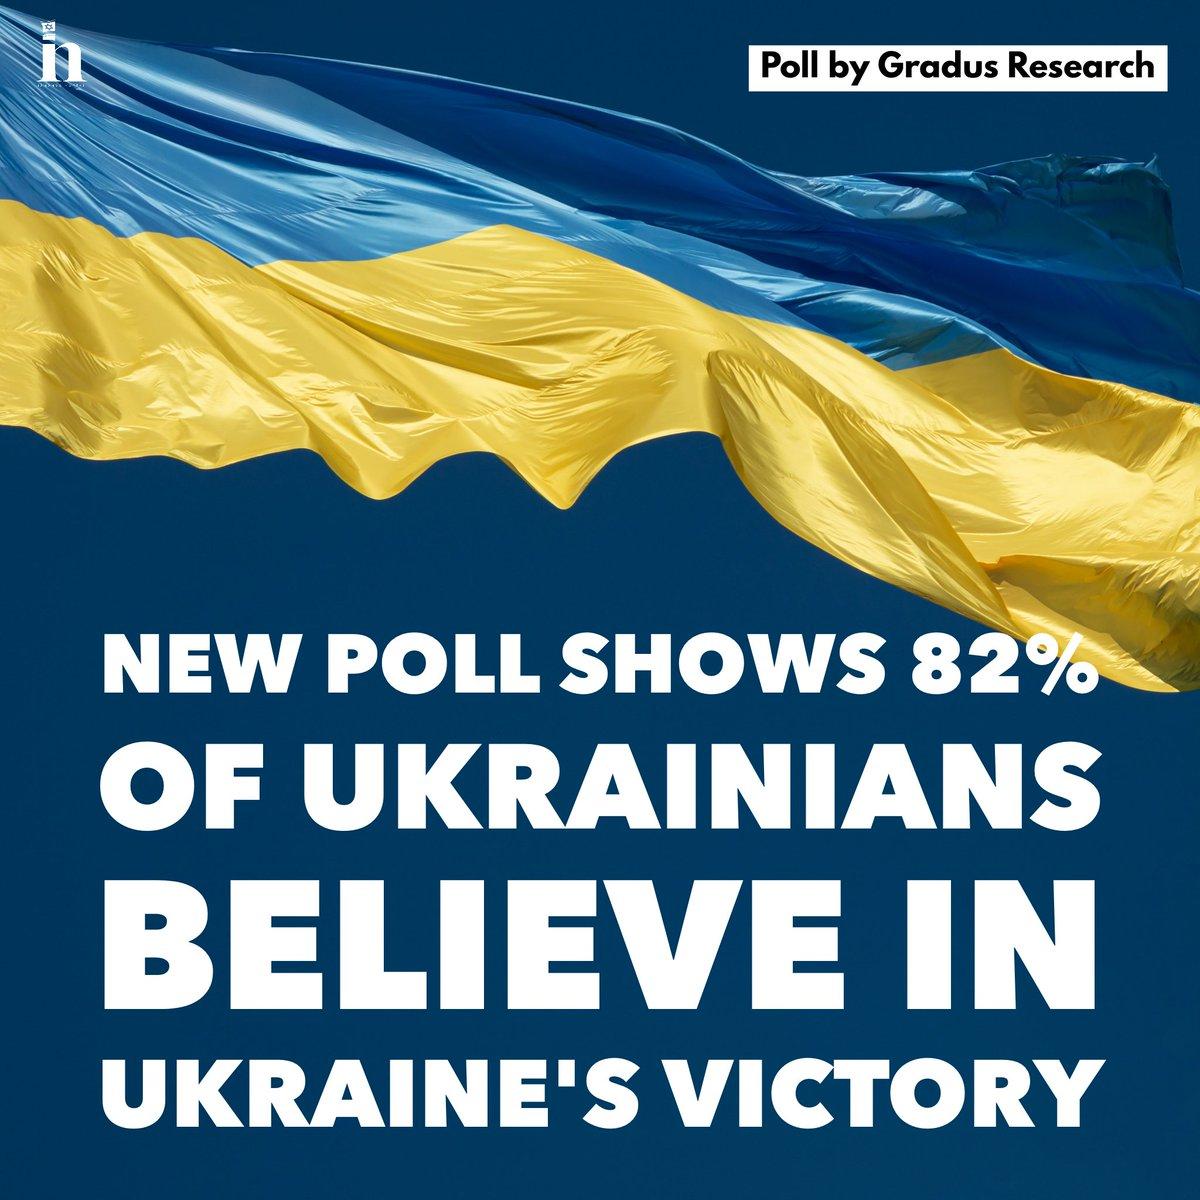 Poll by Gradus Research
NEW POLL SHOWS 82%
OF UKRAINIANS
BELIEVE IN
UKRAINE'S VICTORY